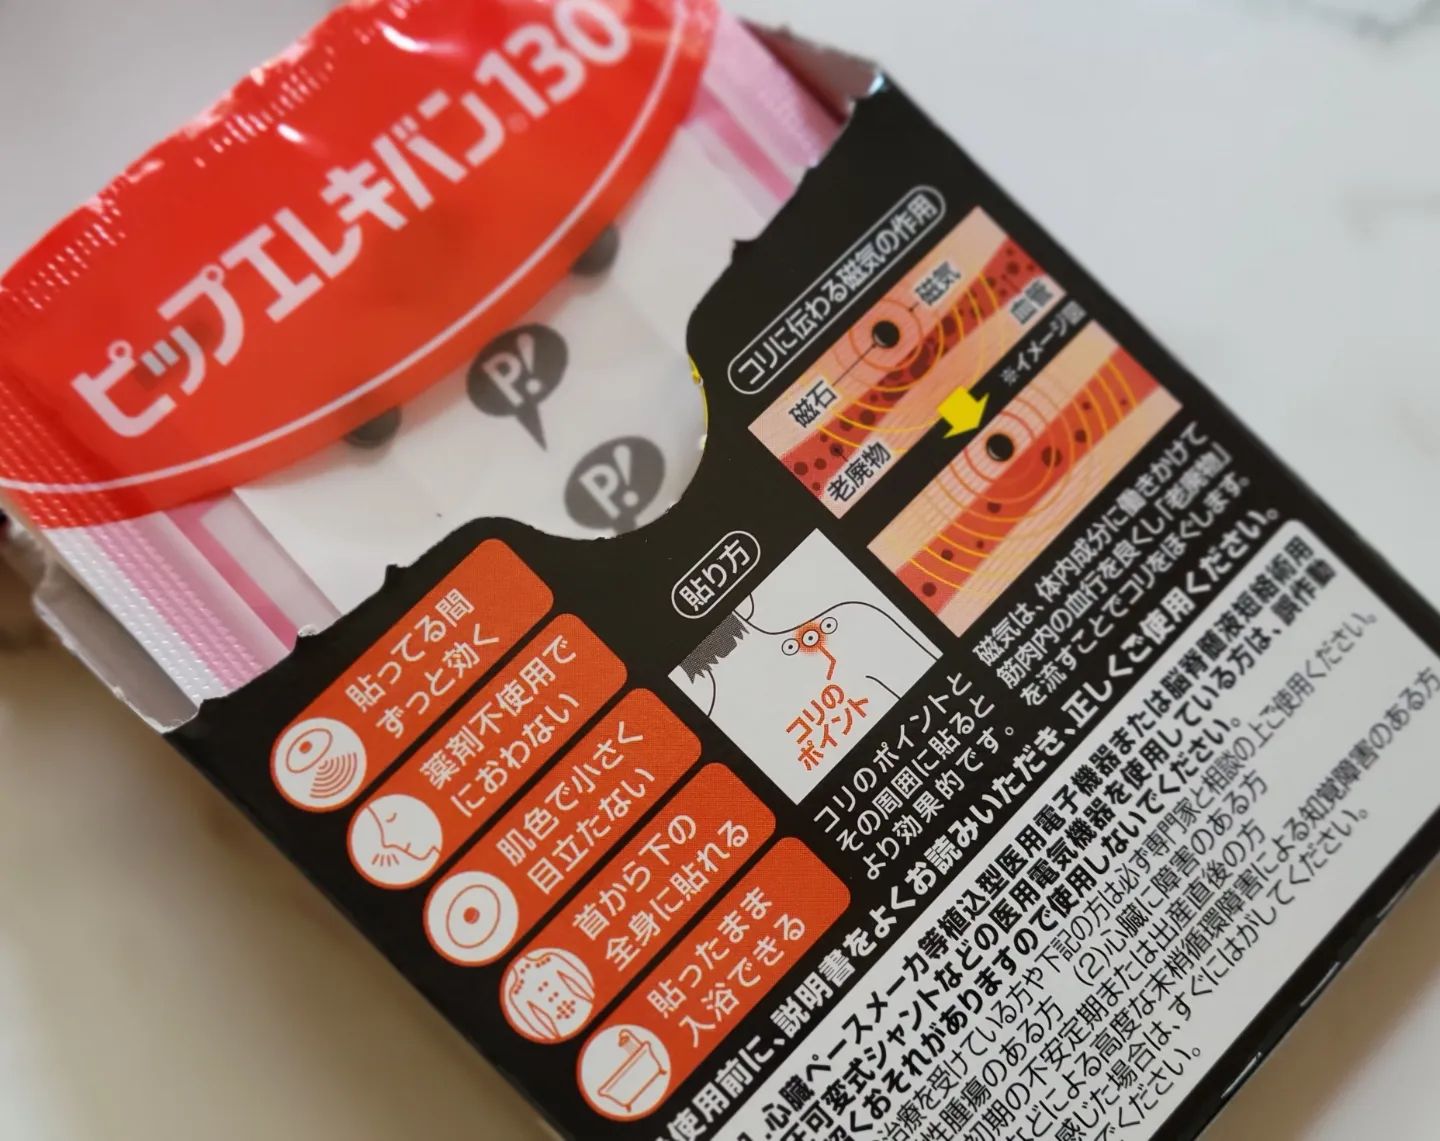 ピップエレキバン®130
P!
P!
コリに伝わる磁気の作用
磁気
血管
磁石
老廃物
※イメージ図
磁気は、体内成分に働きかけて
筋肉内の血行を良くし「老廃物」
を流すことでコリをほぐします。
貼り方
コリの
ポイント
コリのポイントと
その周囲に貼ると
より効果的です。
貼ってる間
ずっと効く
薬剤不使用で
におわない
肌色で小さく
目立たない
首から下の
全身に貼れる
貼ったまま
入浴できる
使用前に、説明書をよくお読みいただき、正しくご使用ください。
心臓ペースメーカ等植込型医用電子機器または脳脊髄液短絡術用
圧可変式シャントなどの医用電気機器を使用している方は、誤作動
招くおそれがありますので使用しないでください。
治療を受けている方や下記の方は必ず専門家と相談の上ご使用ください。
性腫瘍のある方 (2)心臓に障害のある方
初期の不安定期または出産直後の方
などによる高度な末梢循環障害による知覚障害のある方
感じた場合は、すぐにはがしてください。
でください。